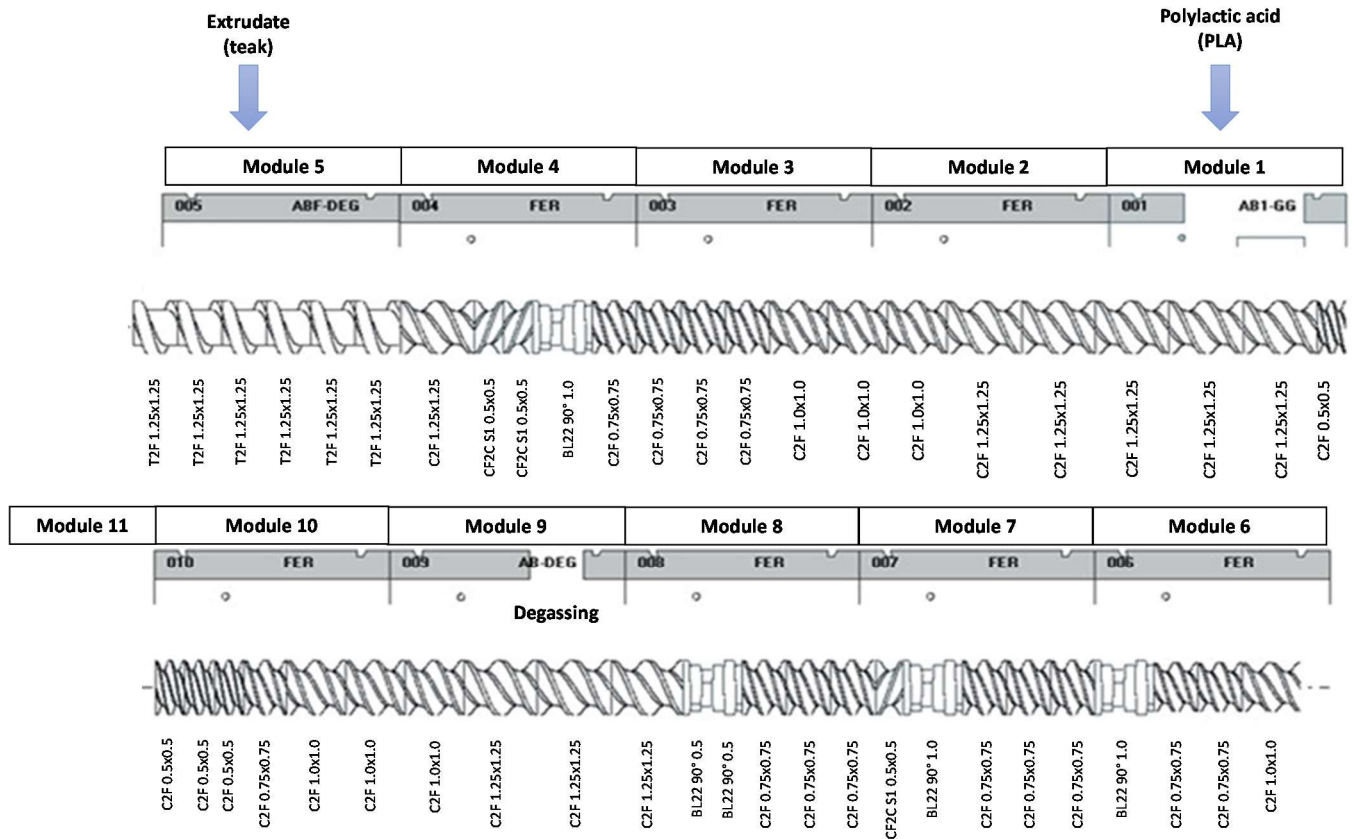 Extrudate
(teak)
Polylactic acid
(PLA)
Module 5
Module 4
Module 3
Module 2
Module 1
005 ABF-DEG
004 FER
003 FER
002 FER
001 AB1-GG
T2F 1.25x1.25
T2F 1.25x1.25
T2F 1.25x1.25
T2F 1.25x1.25
T2F 1.25x1.25
T2F 1.25x1.25
C2F 1.25x1.25
CF2C S1 0.5x0.5
CF2C S1 0.5x0.5
BL22 90° 1.0
C2F 0.75x0.75
C2F 0.75x0.75
C2F 0.75x0.75
C2F 0.75x0.75
C2F 1.0x1.0
C2F 1.0x1.0
C2F 1.0x1.0
C2F 1.25x1.25
C2F 1.25x1.25
C2F 1.25x1.25
C2F 1.25x1.25
C2F 1.25x1.25
C2F 0.5x0.5
Module 11
Module 10
Module 9
Module 8
Module 7
Module 6
010 FER
009 AB-DEG
008 FER
007 FER
006 FER
Degassing
C2F 0.5x0.5
C2F 0.5x0.5
C2F 0.5x0.5
C2F 0.75x0.75
C2F 1.0x1.0
C2F 1.0x1.0
C2F 1.0x1.0
C2F 1.25x1.25
C2F 1.25x1.25
C2F 1.25x1.25
BL22 90° 0.5
BL22 90° 0.5
C2F 0.75x0.75
C2F 0.75x0.75
C2F 0.75x0.75
CF2C S1 0.5x0.5
BL22 90° 1.0
C2F 0.75x0.75
C2F 0.75x0.75
C2F 0.75x0.75
BL22 90° 1.0
C2F 0.75x0.75
C2F 0.75x0.75
C2F 1.0x1.0